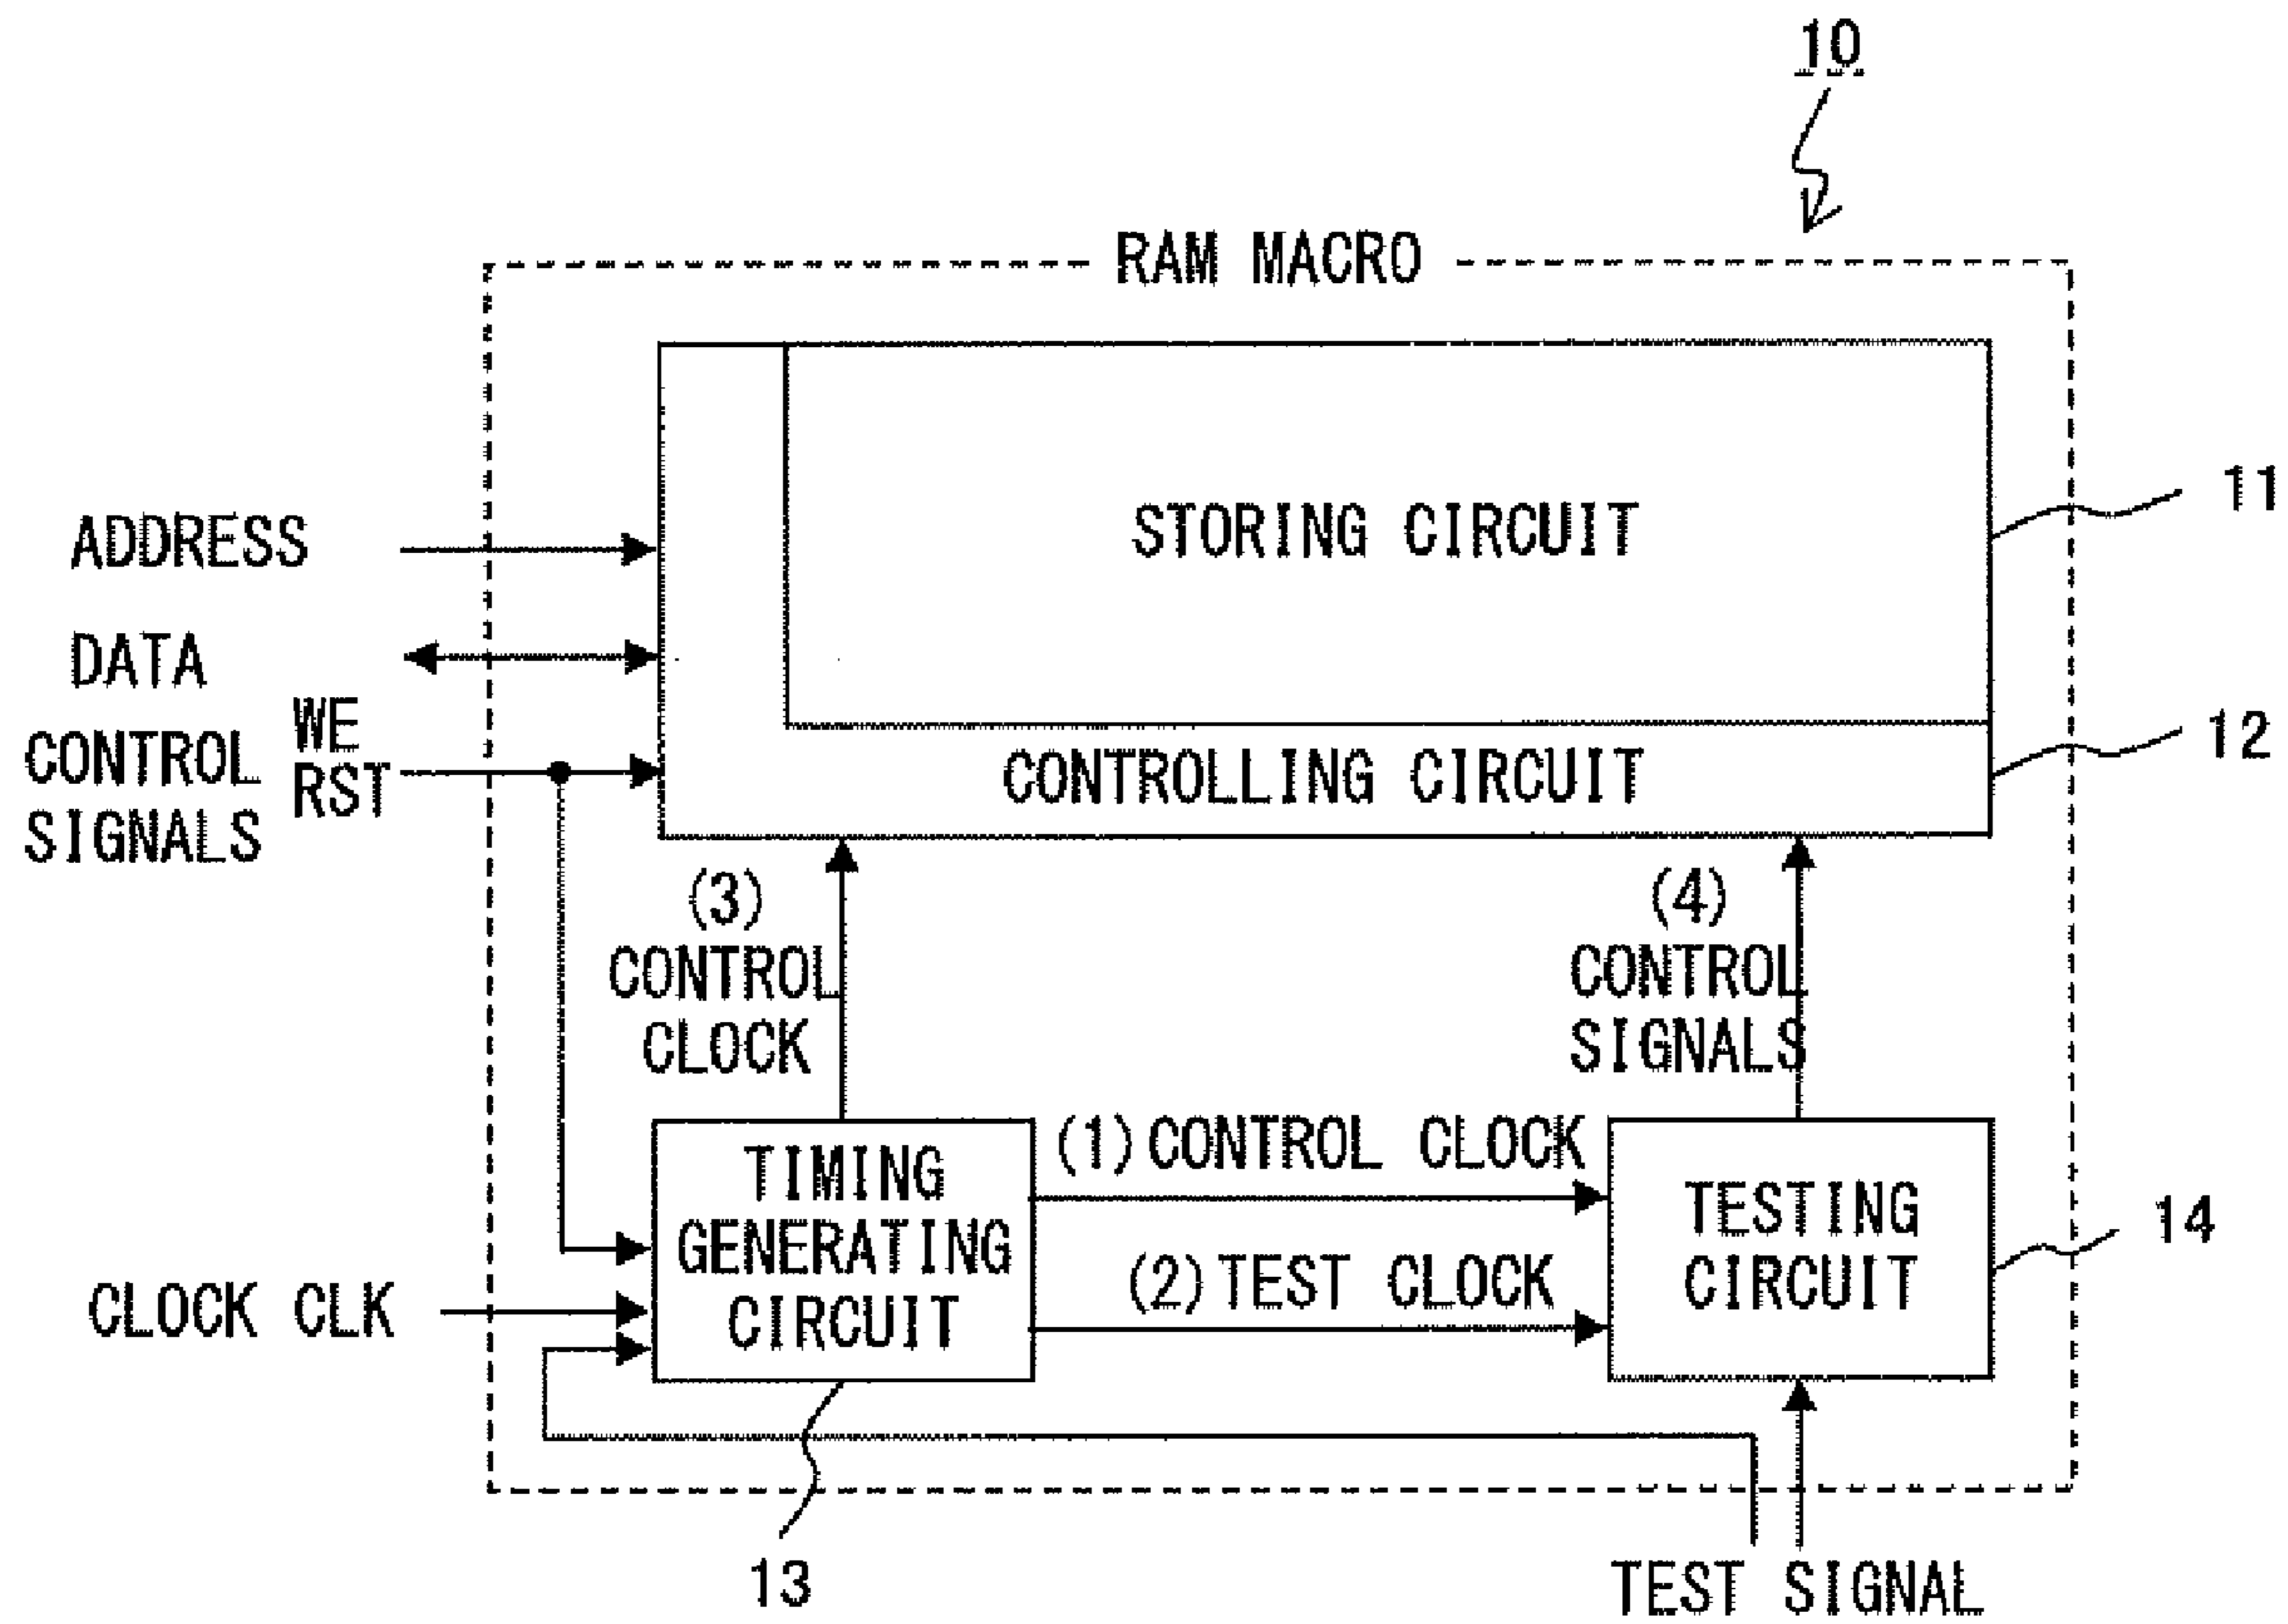 10
RAM MACRO
STORING CIRCUIT
11
ADDRESS
DATA
CONTROL
SIGNALS
WE
RST
CONTROLLING CIRCUIT
12
(3)
CONTROL
CLOCK
(4)
CONTROL
SIGNALS
TIMING
GENERATING
CIRCUIT
(1) CONTROL CLOCK
(2) TEST CLOCK
TESTING
CIRCUIT
14
CLOCK CLK
13
TEST SIGNAL